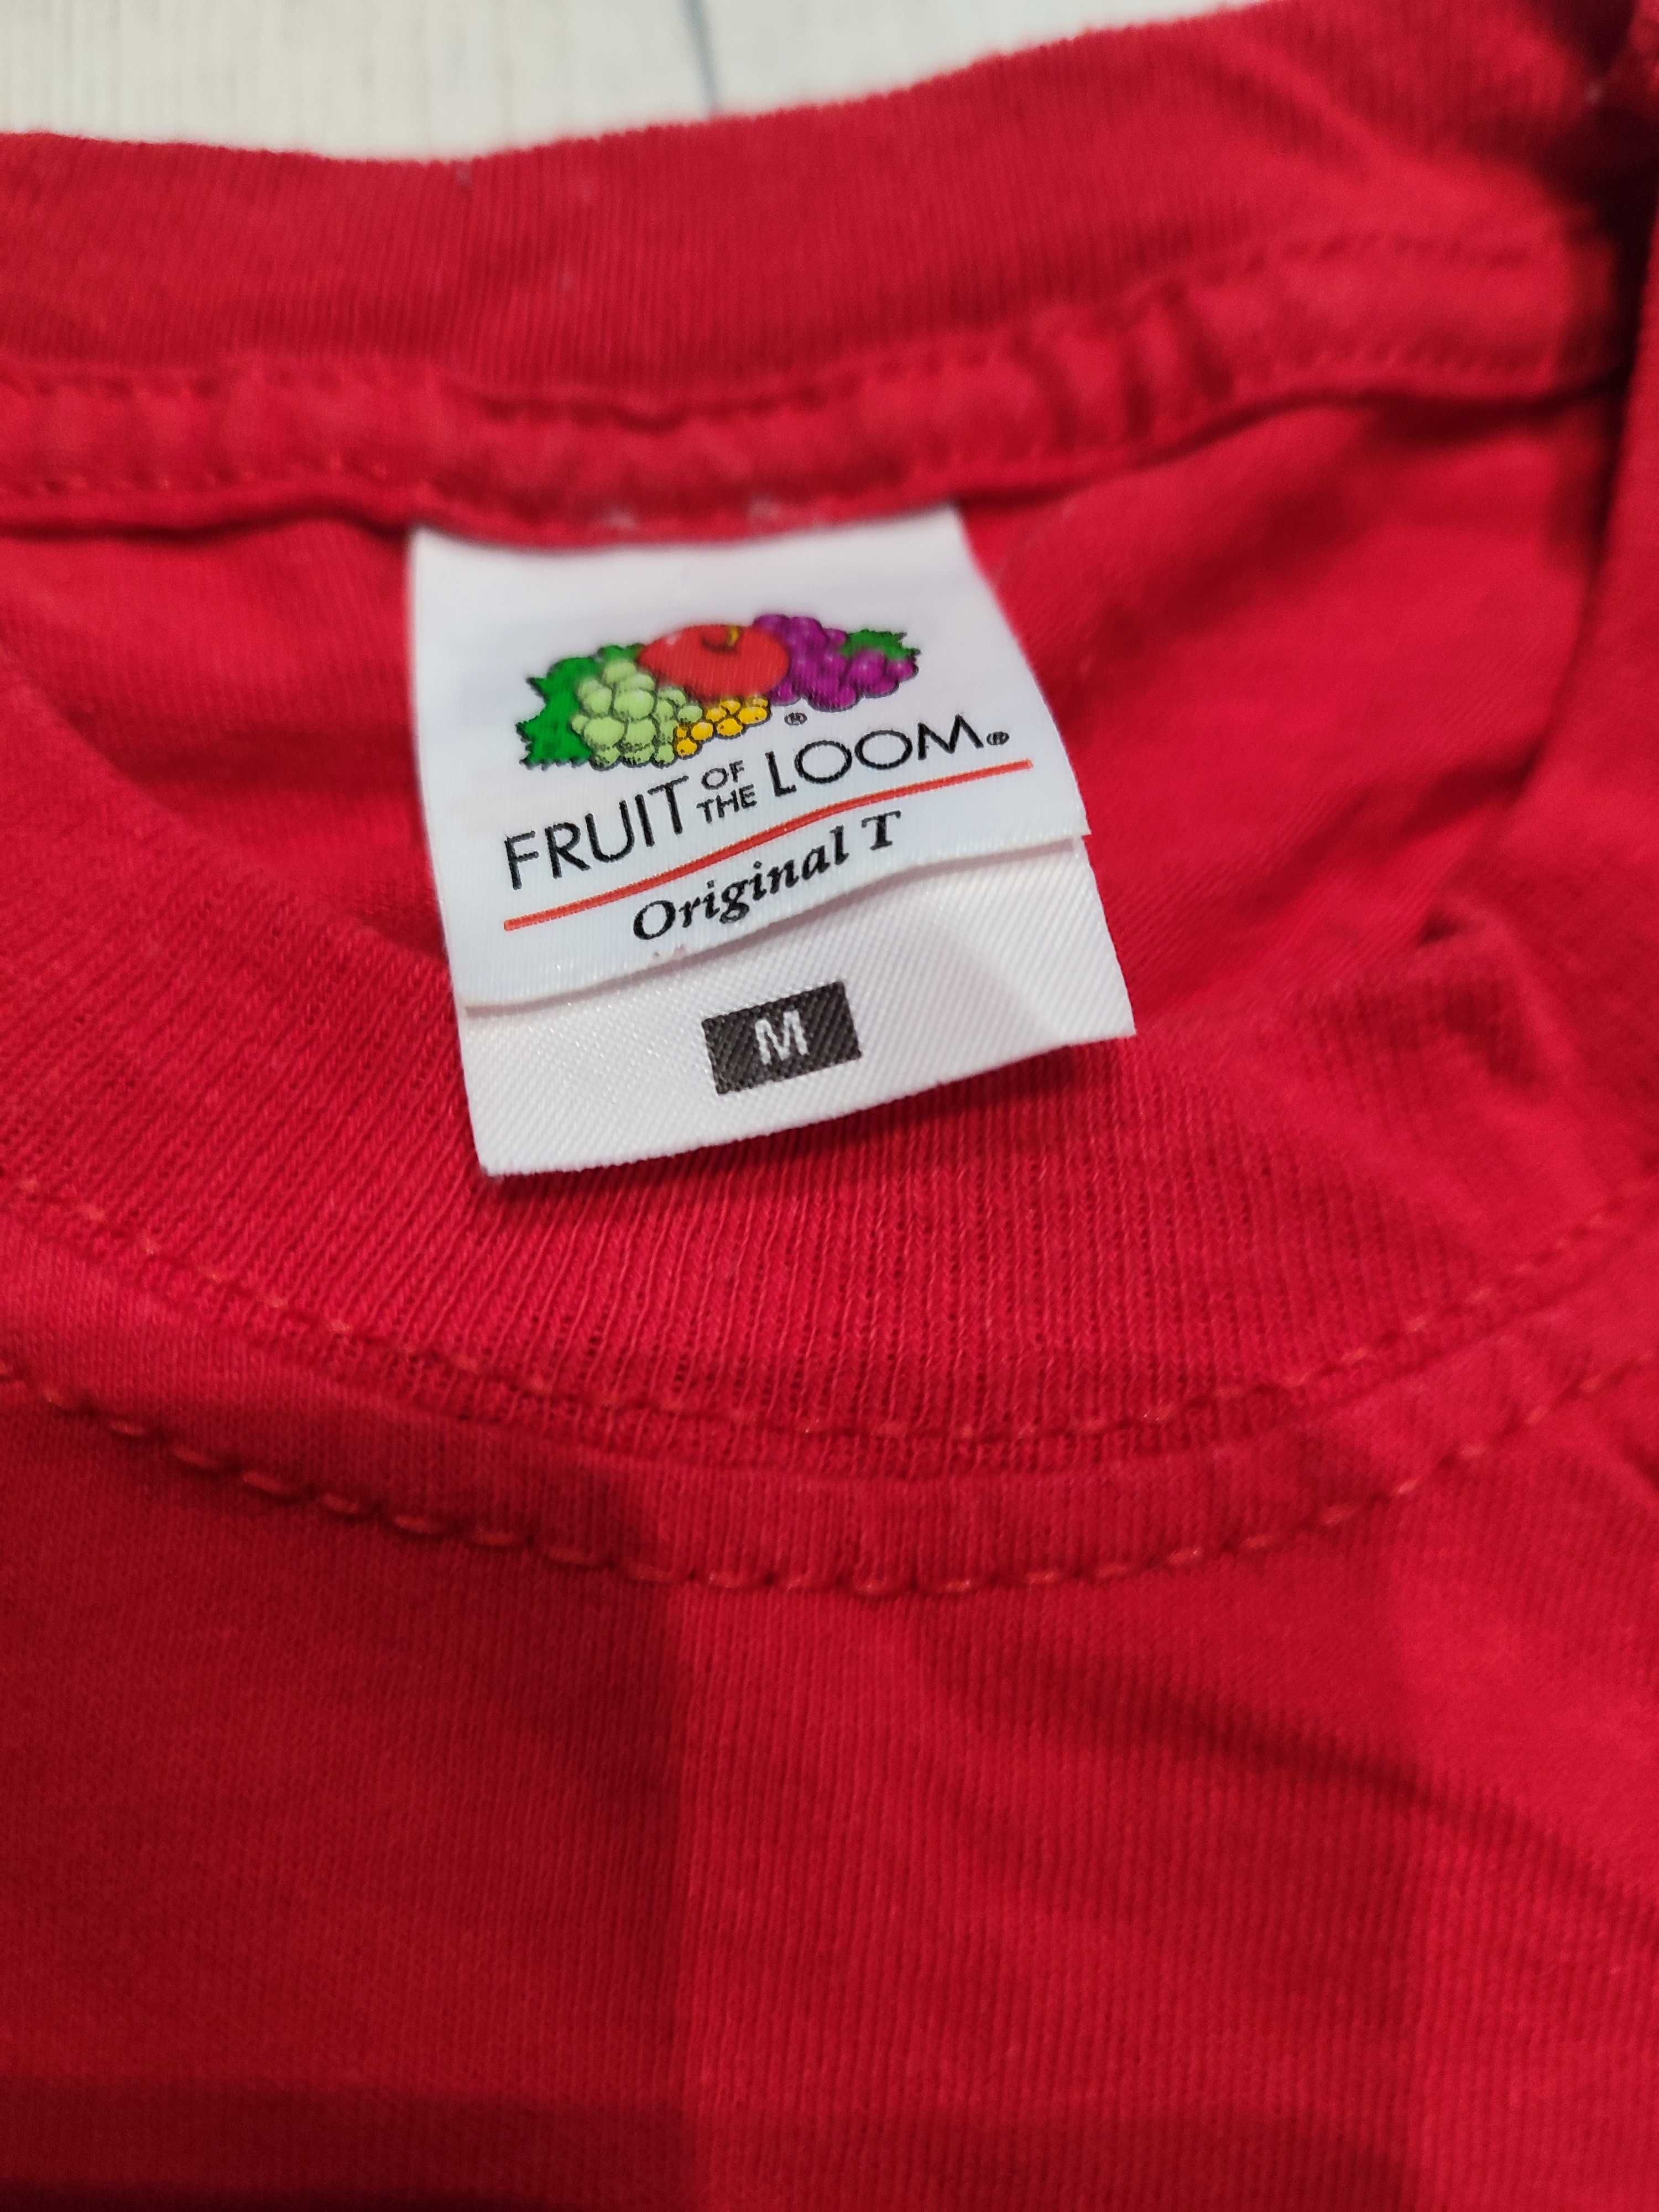 ®
FRUIT OF THE LOOM®
Original T
M